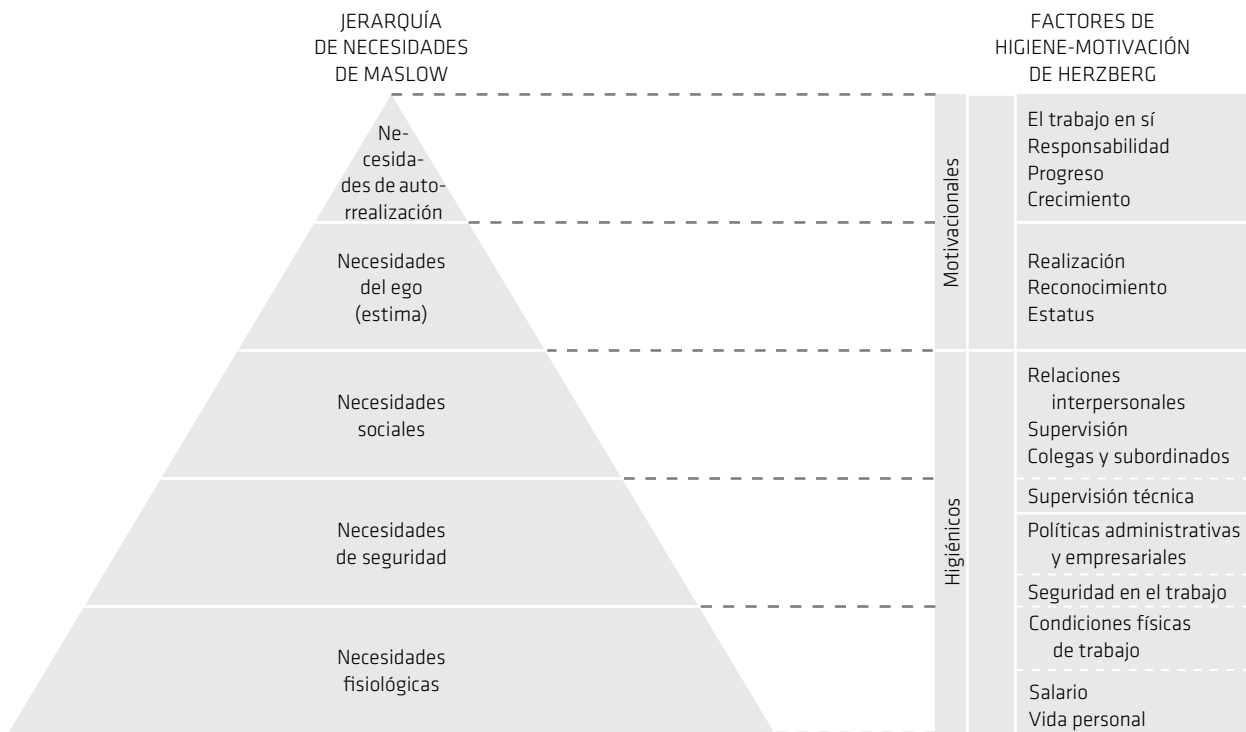 JERARQUÍA
DE NECESIDADES
DE MASLOW
Ne-
cesida-
des de auto-
rrealización
Necesidades
del ego
(estima)
Necesidades
sociales
Necesidades
de seguridad
Necesidades
fisiológicas
FACTORES DE
HIGIENE-MOTIVACIÓN
DE HERZBERG
Motivacionales
El trabajo en sí
Responsabilidad
Progreso
Crecimiento
Realización
Reconocimiento
Estatus
Higiénicos
Relaciones
interpersonales
Supervisión
Colegas y subordinados
Supervisión técnica
Políticas administrativas
y empresariales
Seguridad en el trabajo
Condiciones físicas
de trabajo
Salario
Vida personal